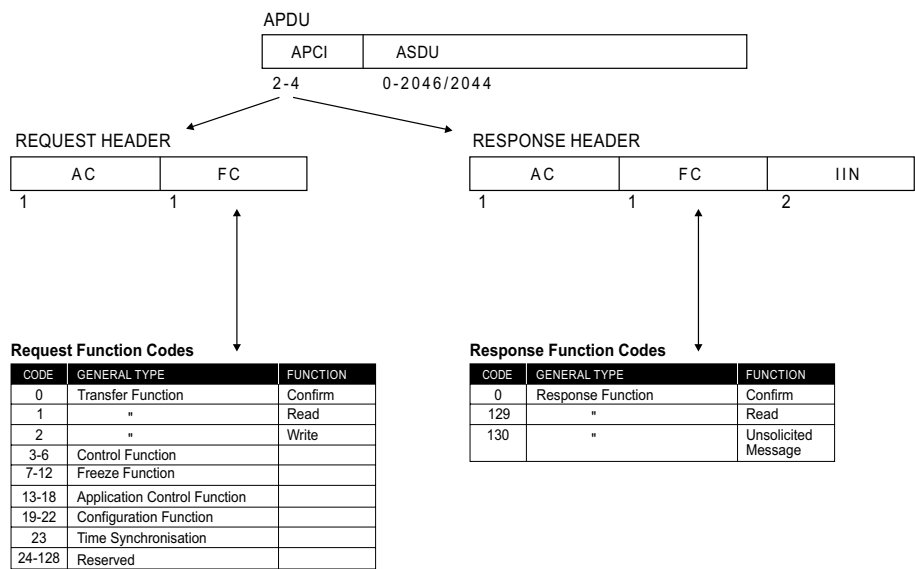 APDU
APCI ASDU
2-4 0-2046/2044
REQUEST HEADER
AC FC
1 1
RESPONSE HEADER
AC FC IIN
1 1 2
Request Function Codes
CODE GENERAL TYPE FUNCTION
0 Transfer Function Confirm
1 " Read
2 " Write
3-6 Control Function
7-12 Freeze Function
13-18 Application Control Function
19-22 Configuration Function
23 Time Synchronisation
24-128 Reserved
Response Function Codes
CODE GENERAL TYPE FUNCTION
0 Response Function Confirm
129 " Read
130 " Unsolicited
Message